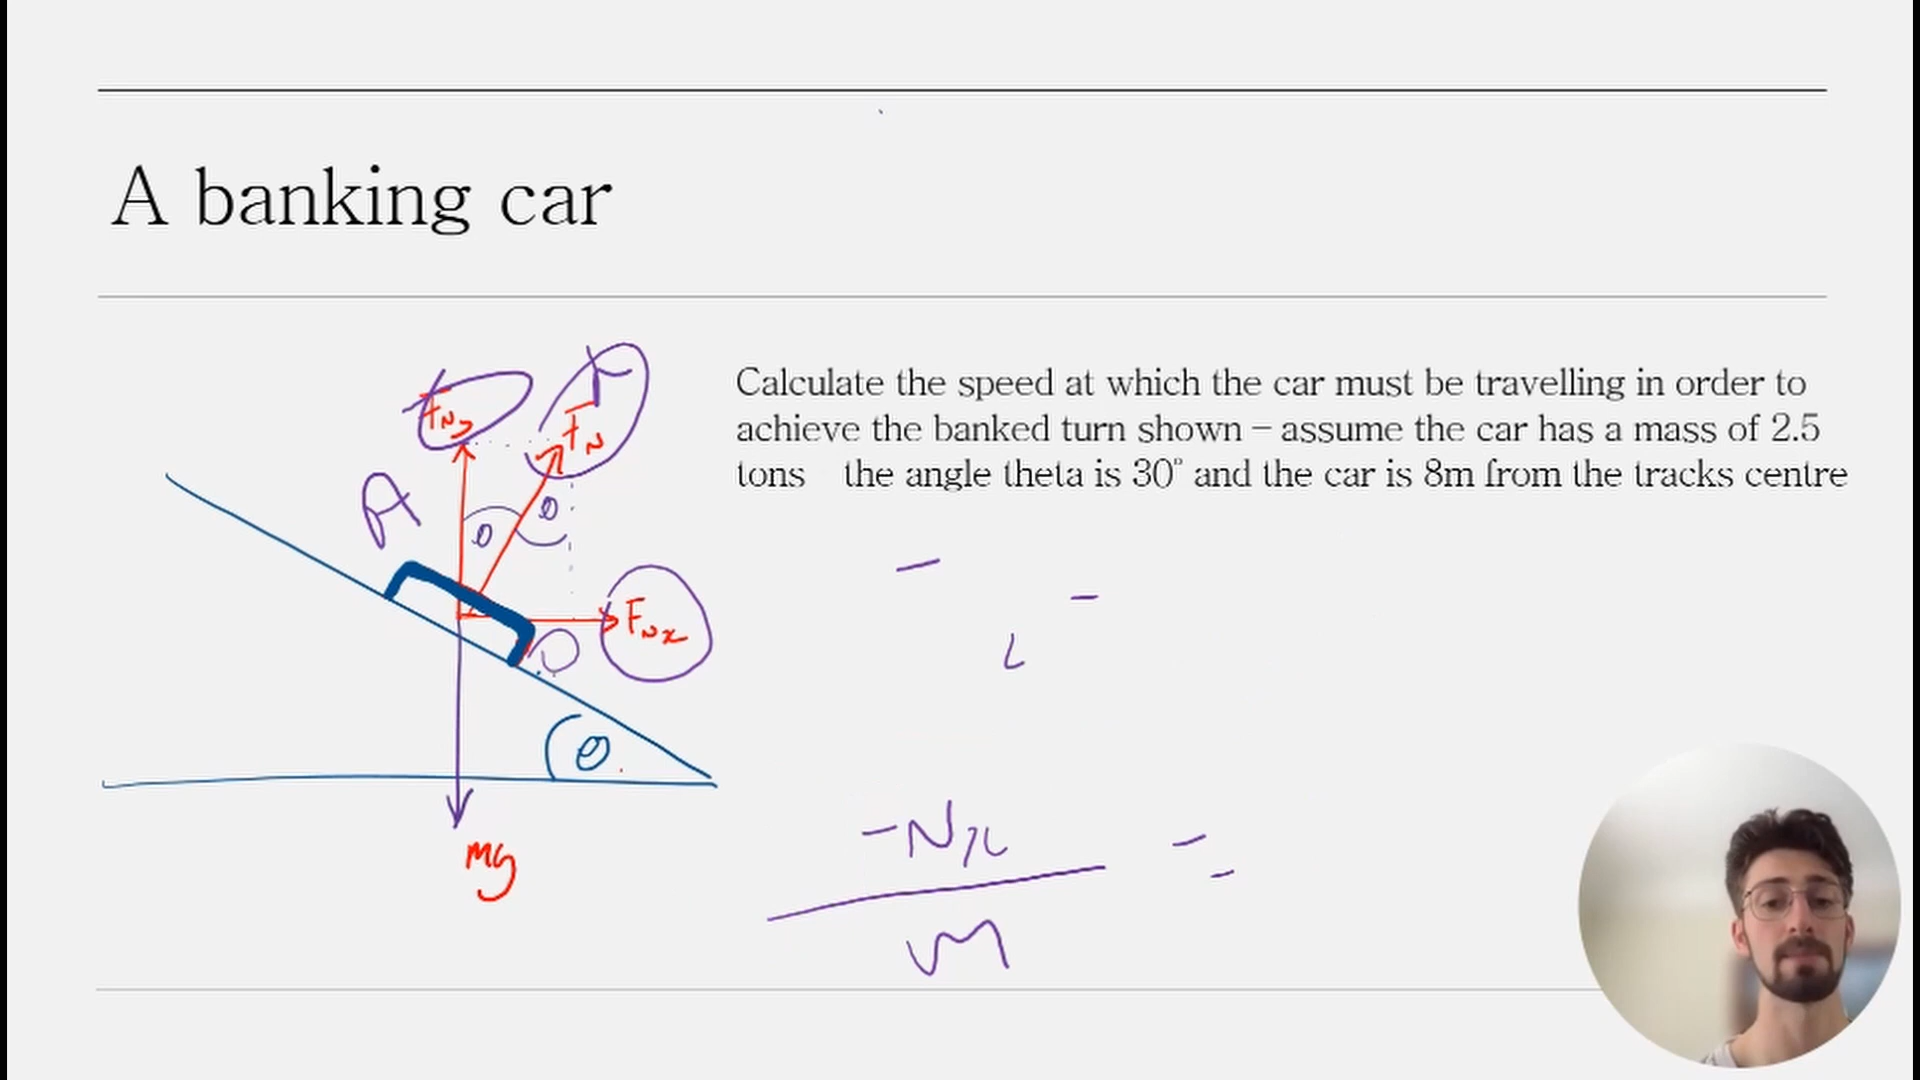 A banking car
Calculate the speed at which the car must be travelling in order to
achieve the banked turn shown – assume the car has a mass of 2.5
tons the angle theta is 30° and the car is 8m from the tracks centre
F_N
A
θ
θ
F_Nx
θ
mg